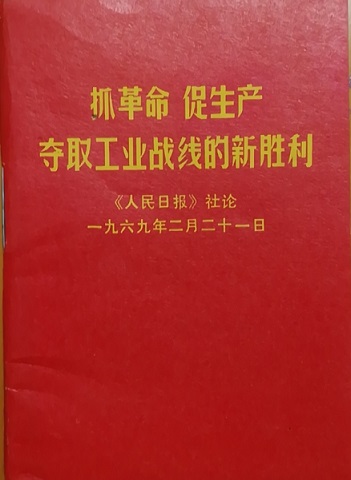 抓革命 促生产
夺取工业战线的新胜利
《人民日报》社论
一九六九年二月二十一日